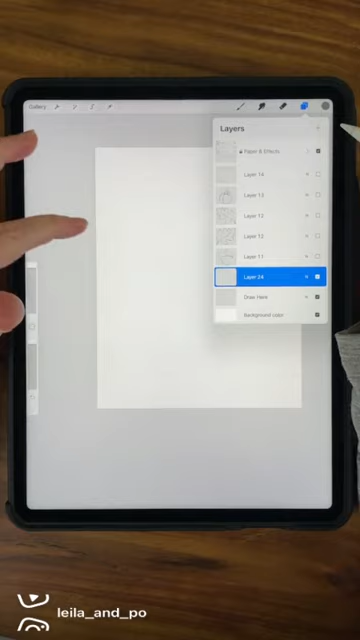 Gallery
Layers
Paper & Effects
Layer 14
Layer 13
Layer 12
Layer 12
Layer 11
Layer 24
N
Draw Here
N
Background color
leila_and_po